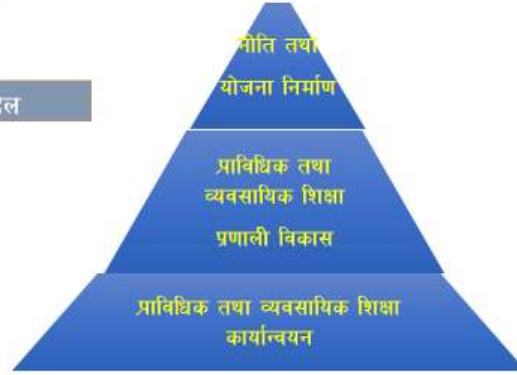 नीति तथा
योजना निर्माण
प्राविधिक तथा
व्यवसायिक शिक्षा
प्रणाली विकास
प्राविधिक तथा व्यवसायिक शिक्षा
कार्यान्वयन